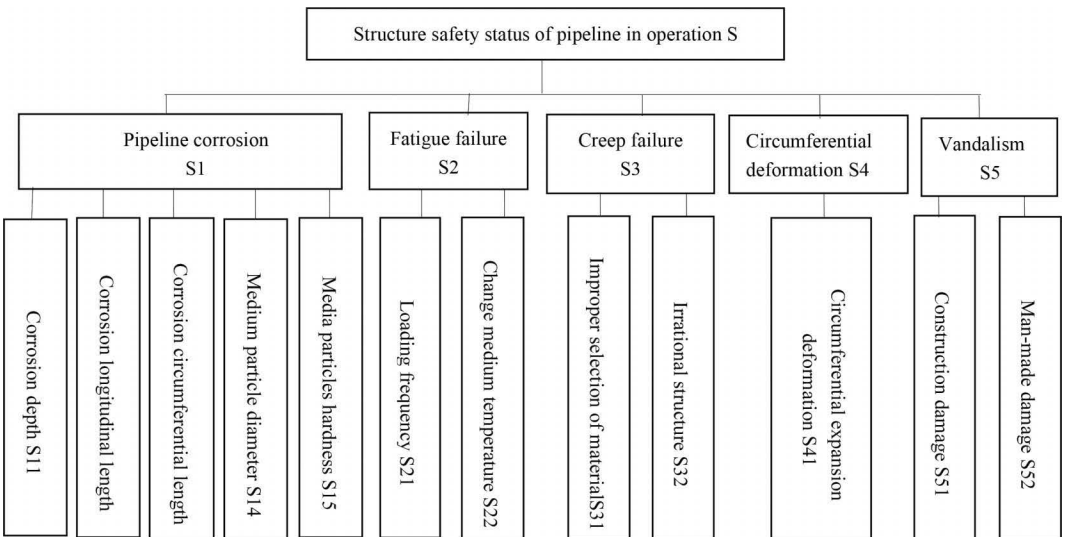 Structure safety status of pipeline in operation S
Pipeline corrosion
S1
Fatigue failure
S2
Creep failure
S3
Circumferential
deformation S4
Vandalism
S5
Corrosion depth S11
Corrosion longitudinal length
Corrosion circumferential length
Medium particle diameter S14
Media particles hardness S15
Loading frequency S21
Change medium temperature S22
Improper selection of materialS31
Irrational structure S32
Circumferential expansion
deformation S41
Construction damage S51
Man-made damage S52